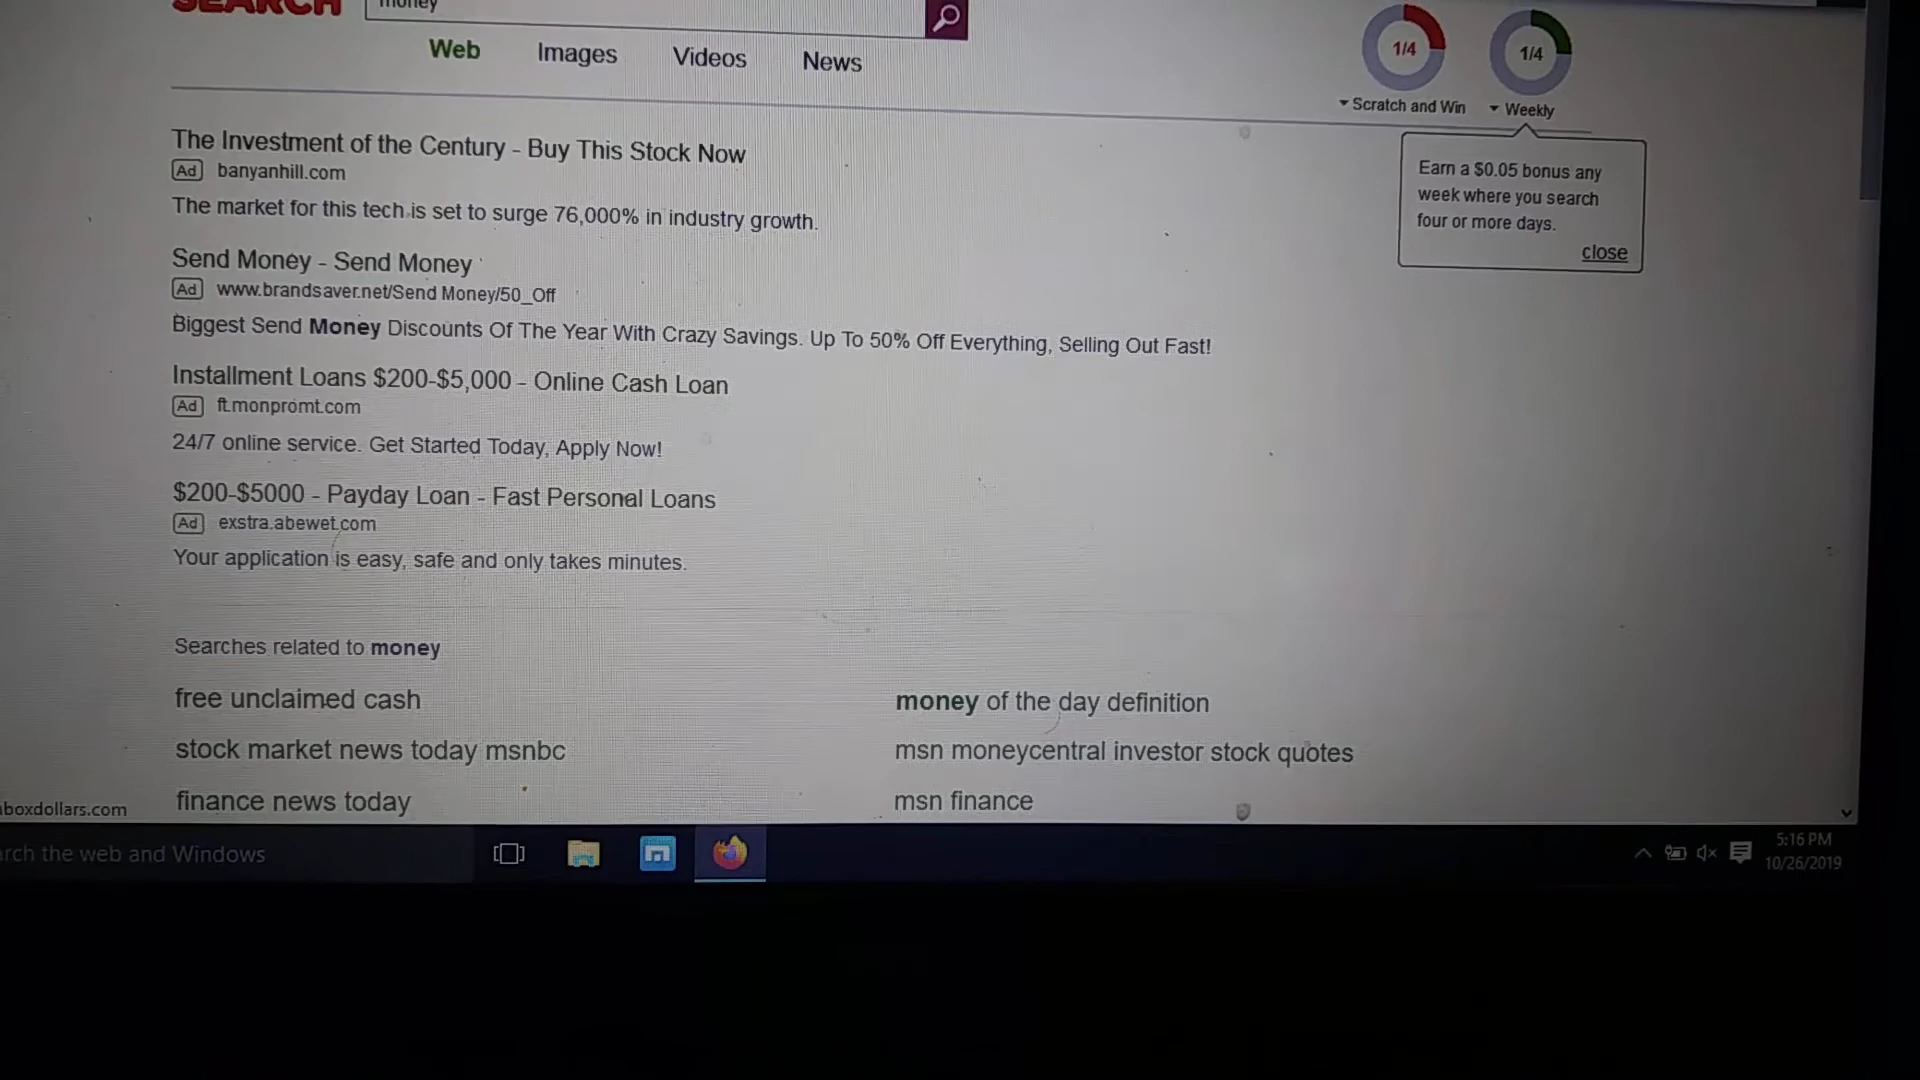 SEARCH
money
Web Images Videos News
1/4 1/4
Scratch and Win Weekly
Earn a $0.05 bonus any
week where you search
four or more days.
close
The Investment of the Century - Buy This Stock Now
Ad banyanhill.com
The market for this tech is set to surge 76,000% in industry growth.
Send Money - Send Money
Ad www.brandsaver.net/Send Money/50_Off
Biggest Send Money Discounts Of The Year With Crazy Savings. Up To 50% Off Everything, Selling Out Fast!
Installment Loans $200-$5,000 - Online Cash Loan
Ad ft.monpromt.com
24/7 online service. Get Started Today, Apply Now!
$200-$5000 - Payday Loan - Fast Personal Loans
Ad exstra.abewet.com
Your application is easy, safe and only takes minutes.
Searches related to money
free unclaimed cash money of the day definition
stock market news today msnbc msn moneycentral investor stock quotes
finance news today msn finance
boxdollars.com
rch the web and Windows
5:16 PM
10/26/2019